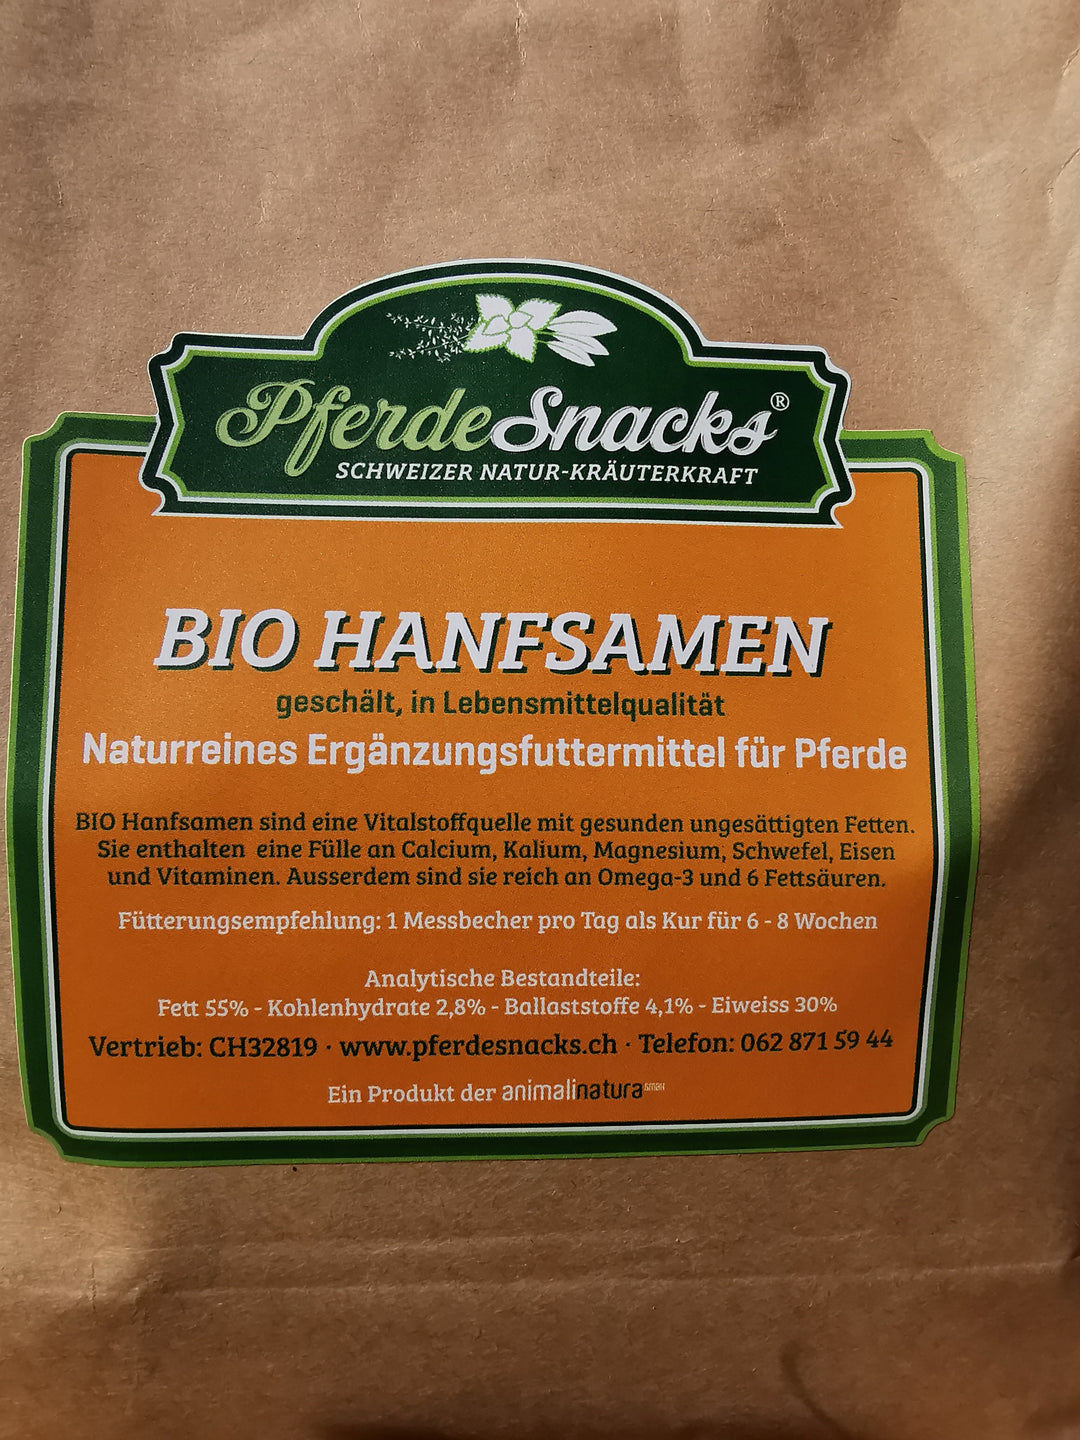 PferdeSnacks®
SCHWEIZER NATUR-KRÄUTERKRAFT
BIO HANFSAMEN
geschält, in Lebensmittelqualität
Naturreines Ergänzungsfuttermittel für Pferde
BIO Hanfsamen sind eine Vitalstoffquelle mit gesunden ungesättigten Fetten.
Sie enthalten eine Fülle an Calcium, Kalium, Magnesium, Schwefel, Eisen
und Vitaminen. Ausserdem sind sie reich an Omega-3 und 6 Fettsäuren.
Fütterungsempfehlung: 1 Messbecher pro Tag als Kur für 6 - 8 Wochen
Analytische Bestandteile:
Fett 55% - Kohlenhydrate 2,8% - Ballaststoffe 4,1% - Eiweiss 30%
Vertrieb: CH32819 · www.pferdesnacks.ch · Telefon: 062 871 59 44
Ein Produkt der animalinatura GMBH